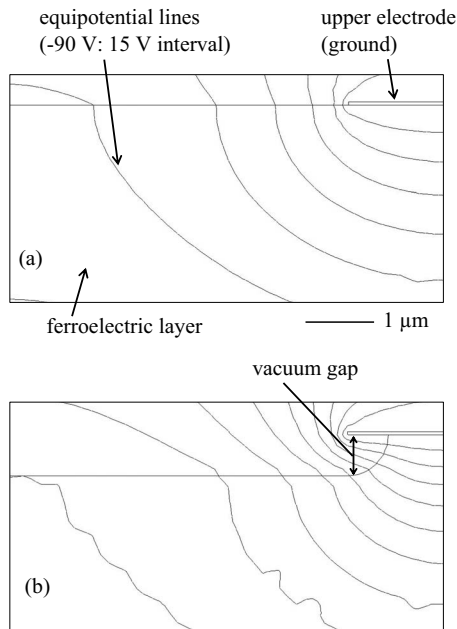 equipotential lines
(-90 V: 15 V interval)
upper electrode
(ground)
(a)
ferroelectric layer
1 µm
vacuum gap
(b)